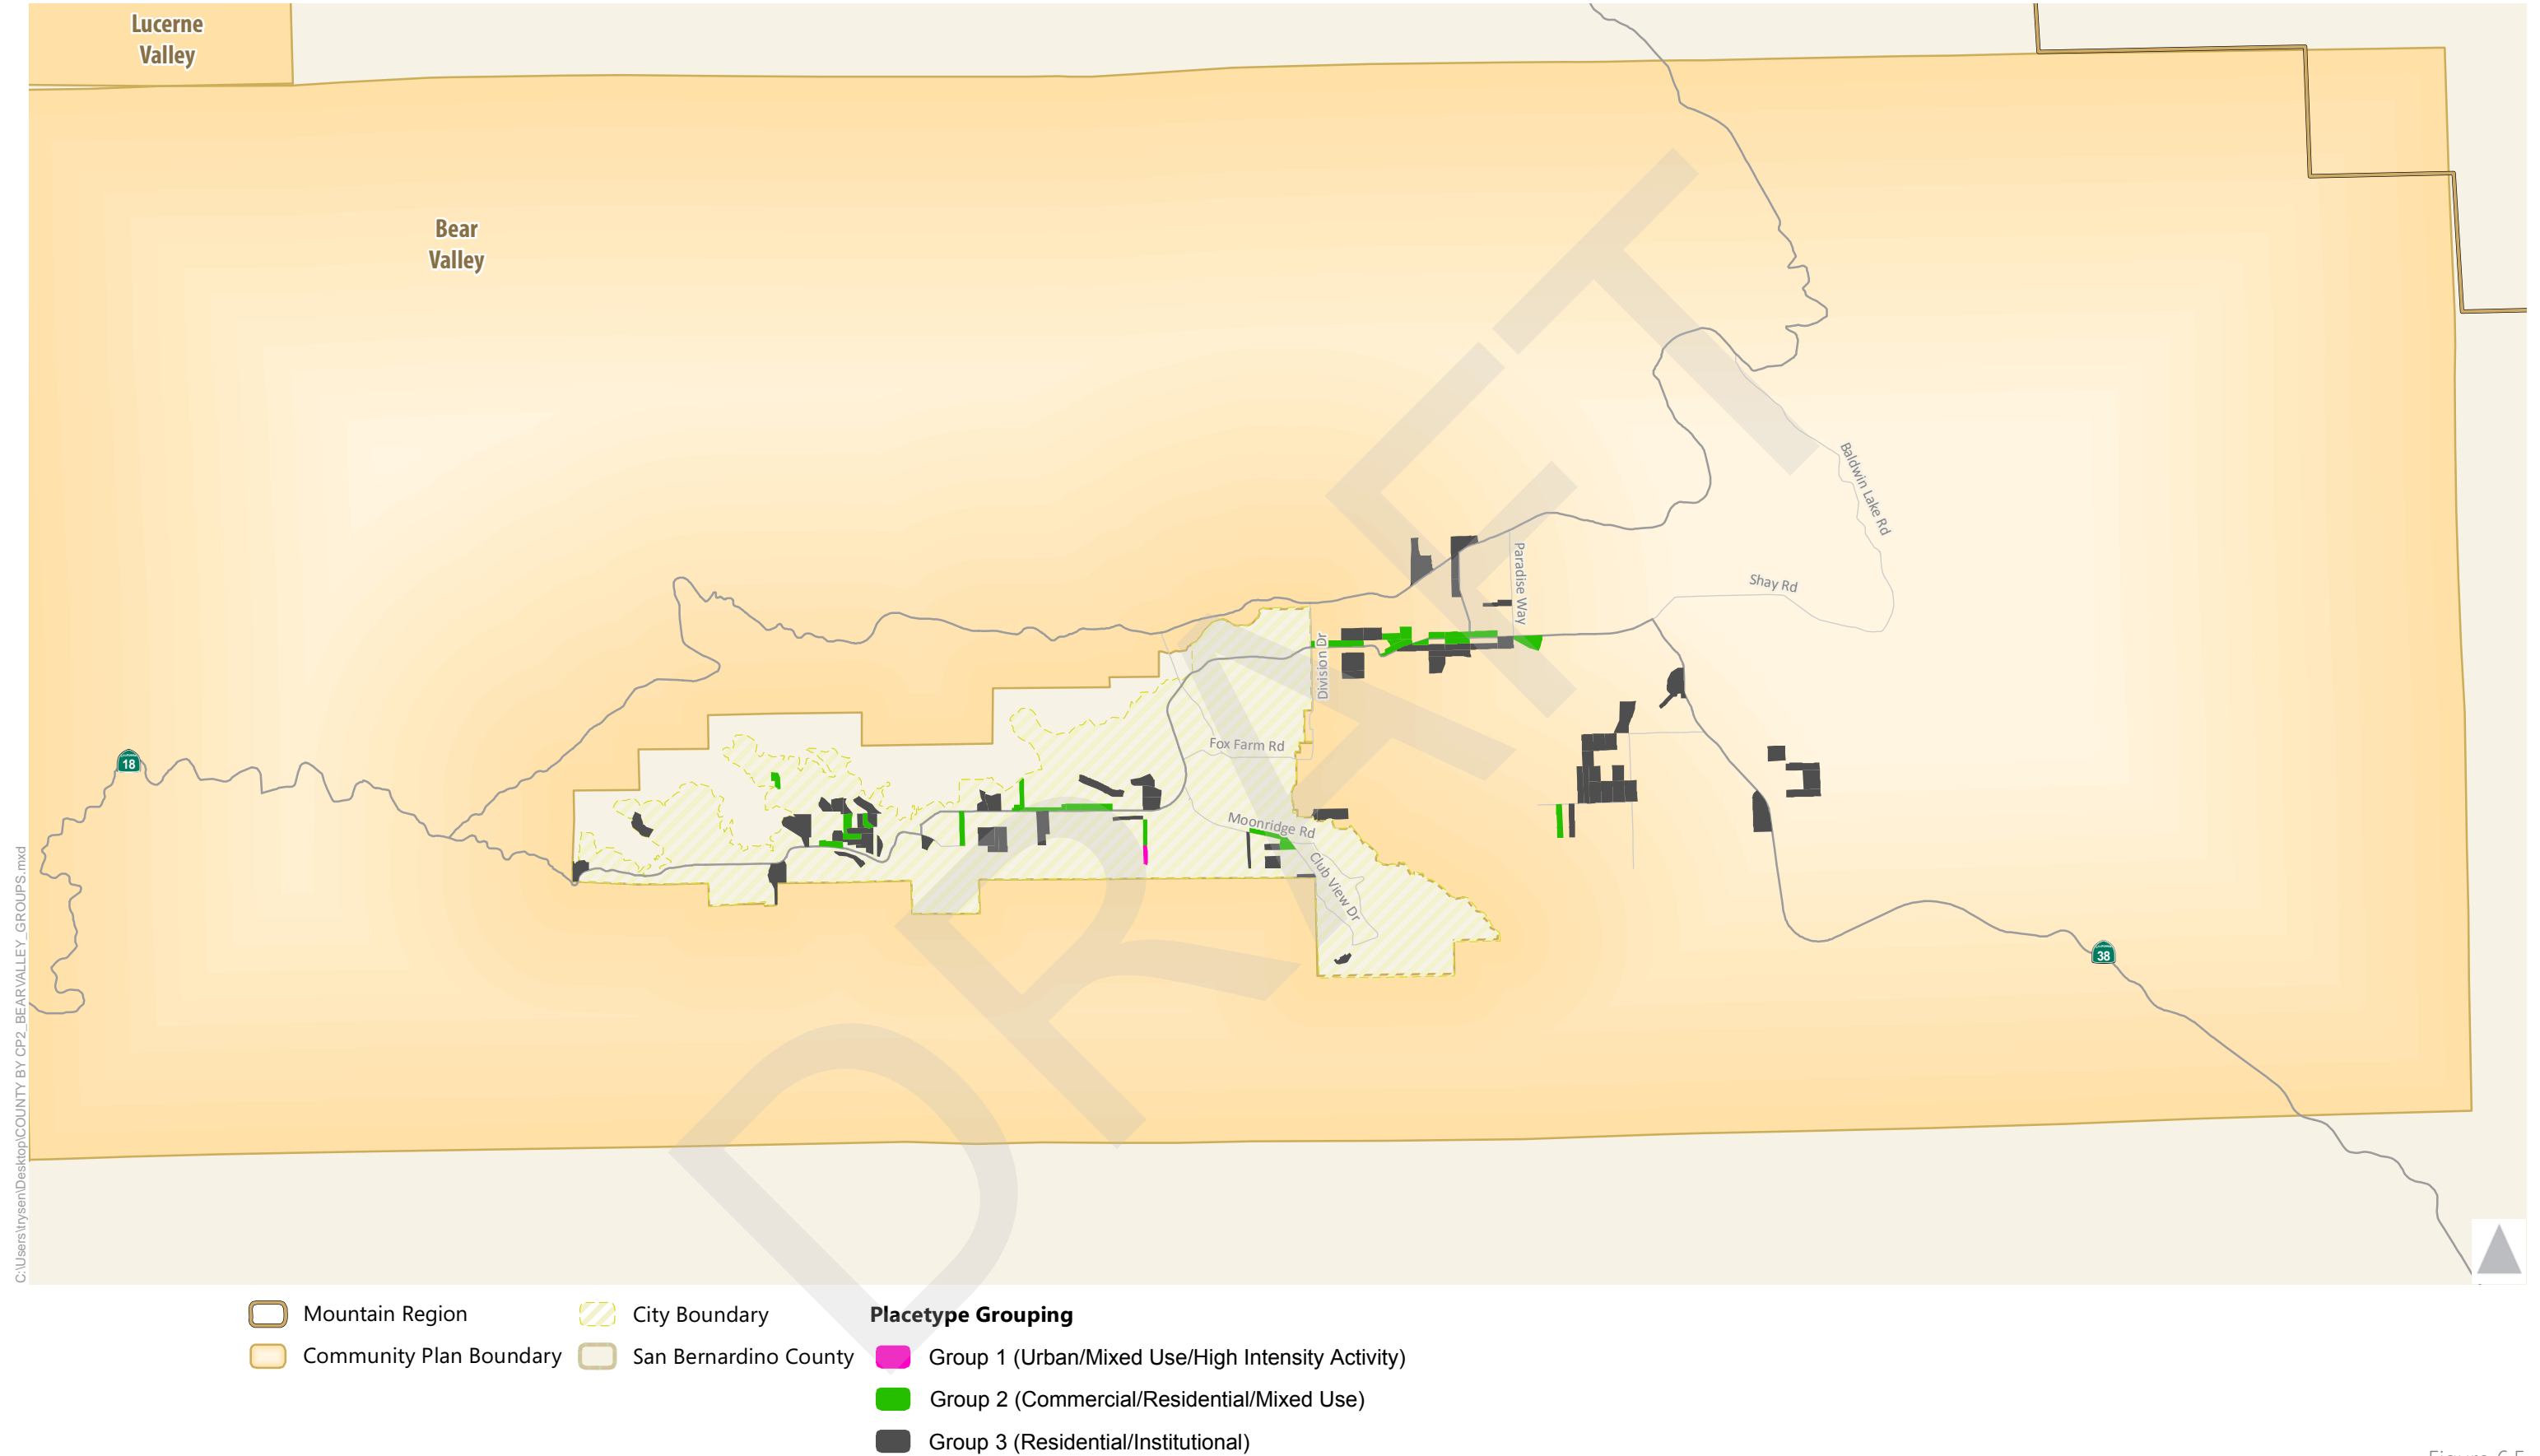 Lucerne
Valley
Bear
Valley
Baldwin Lake Rd
Paradise Way
Shay Rd
Division Dr
Fox Farm Rd
18
Moonridge Rd
Club View Dr
38
DRAFT
C:\Users\trysen\Desktop\COUNTY BY CP2_BEARVALLEY_GROUPS.mxd
Mountain Region
Community Plan Boundary
City Boundary
San Bernardino County
Placetype Grouping
Group 1 (Urban/Mixed Use/High Intensity Activity)
Group 2 (Commercial/Residential/Mixed Use)
Group 3 (Residential/Institutional)